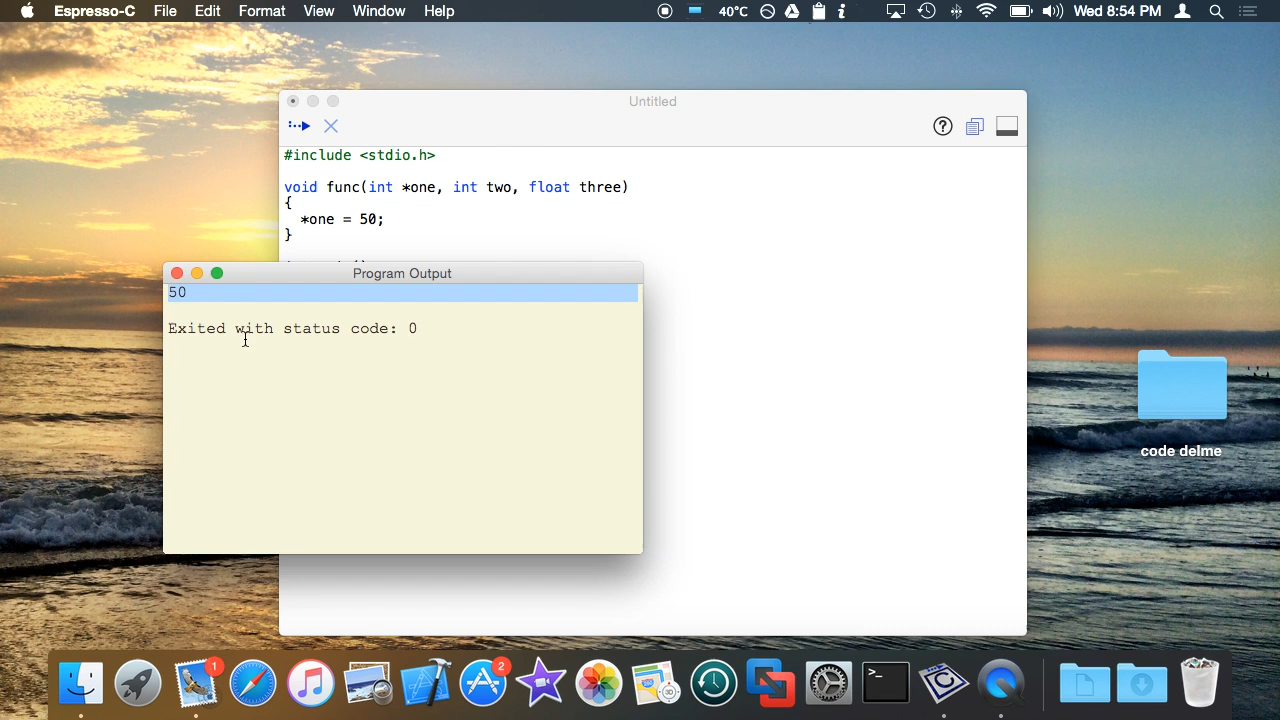 Espresso-C File Edit Format View Window Help 40°C Wed 8:54 PM
Untitled
#include <stdio.h>
void func(int *one, int two, float three)
{
*one = 50;
}
Program Output
50
Exited with status code: 0
code delme
1
2
3D
>_
C